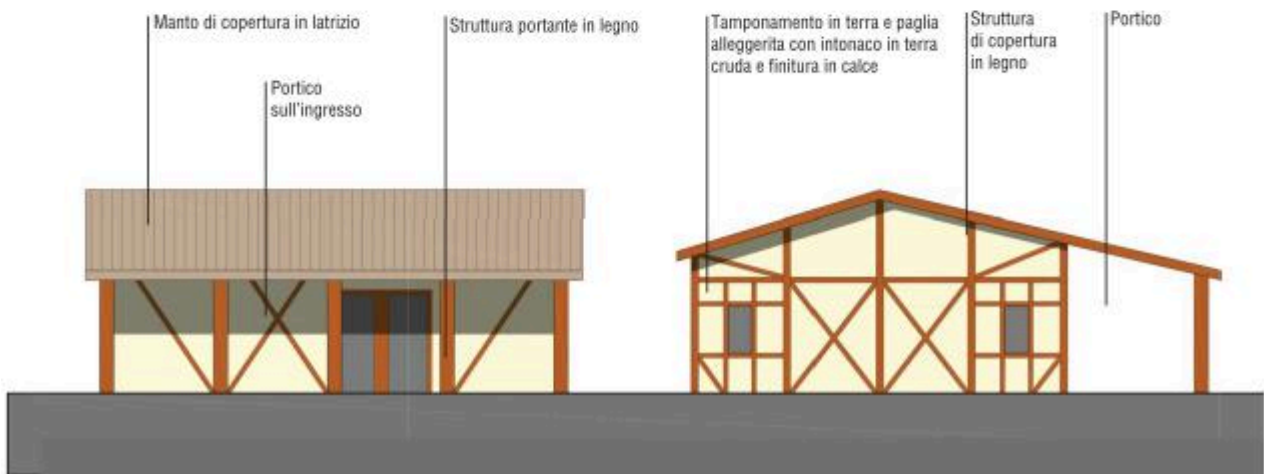 Manto di copertura in latrizio
Portico
sull'ingresso
Struttura portante in legno
Tamponamento in terra e paglia
alleggerita con intonaco in terra
cruda e finitura in calce
Struttura
di copertura
in legno
Portico